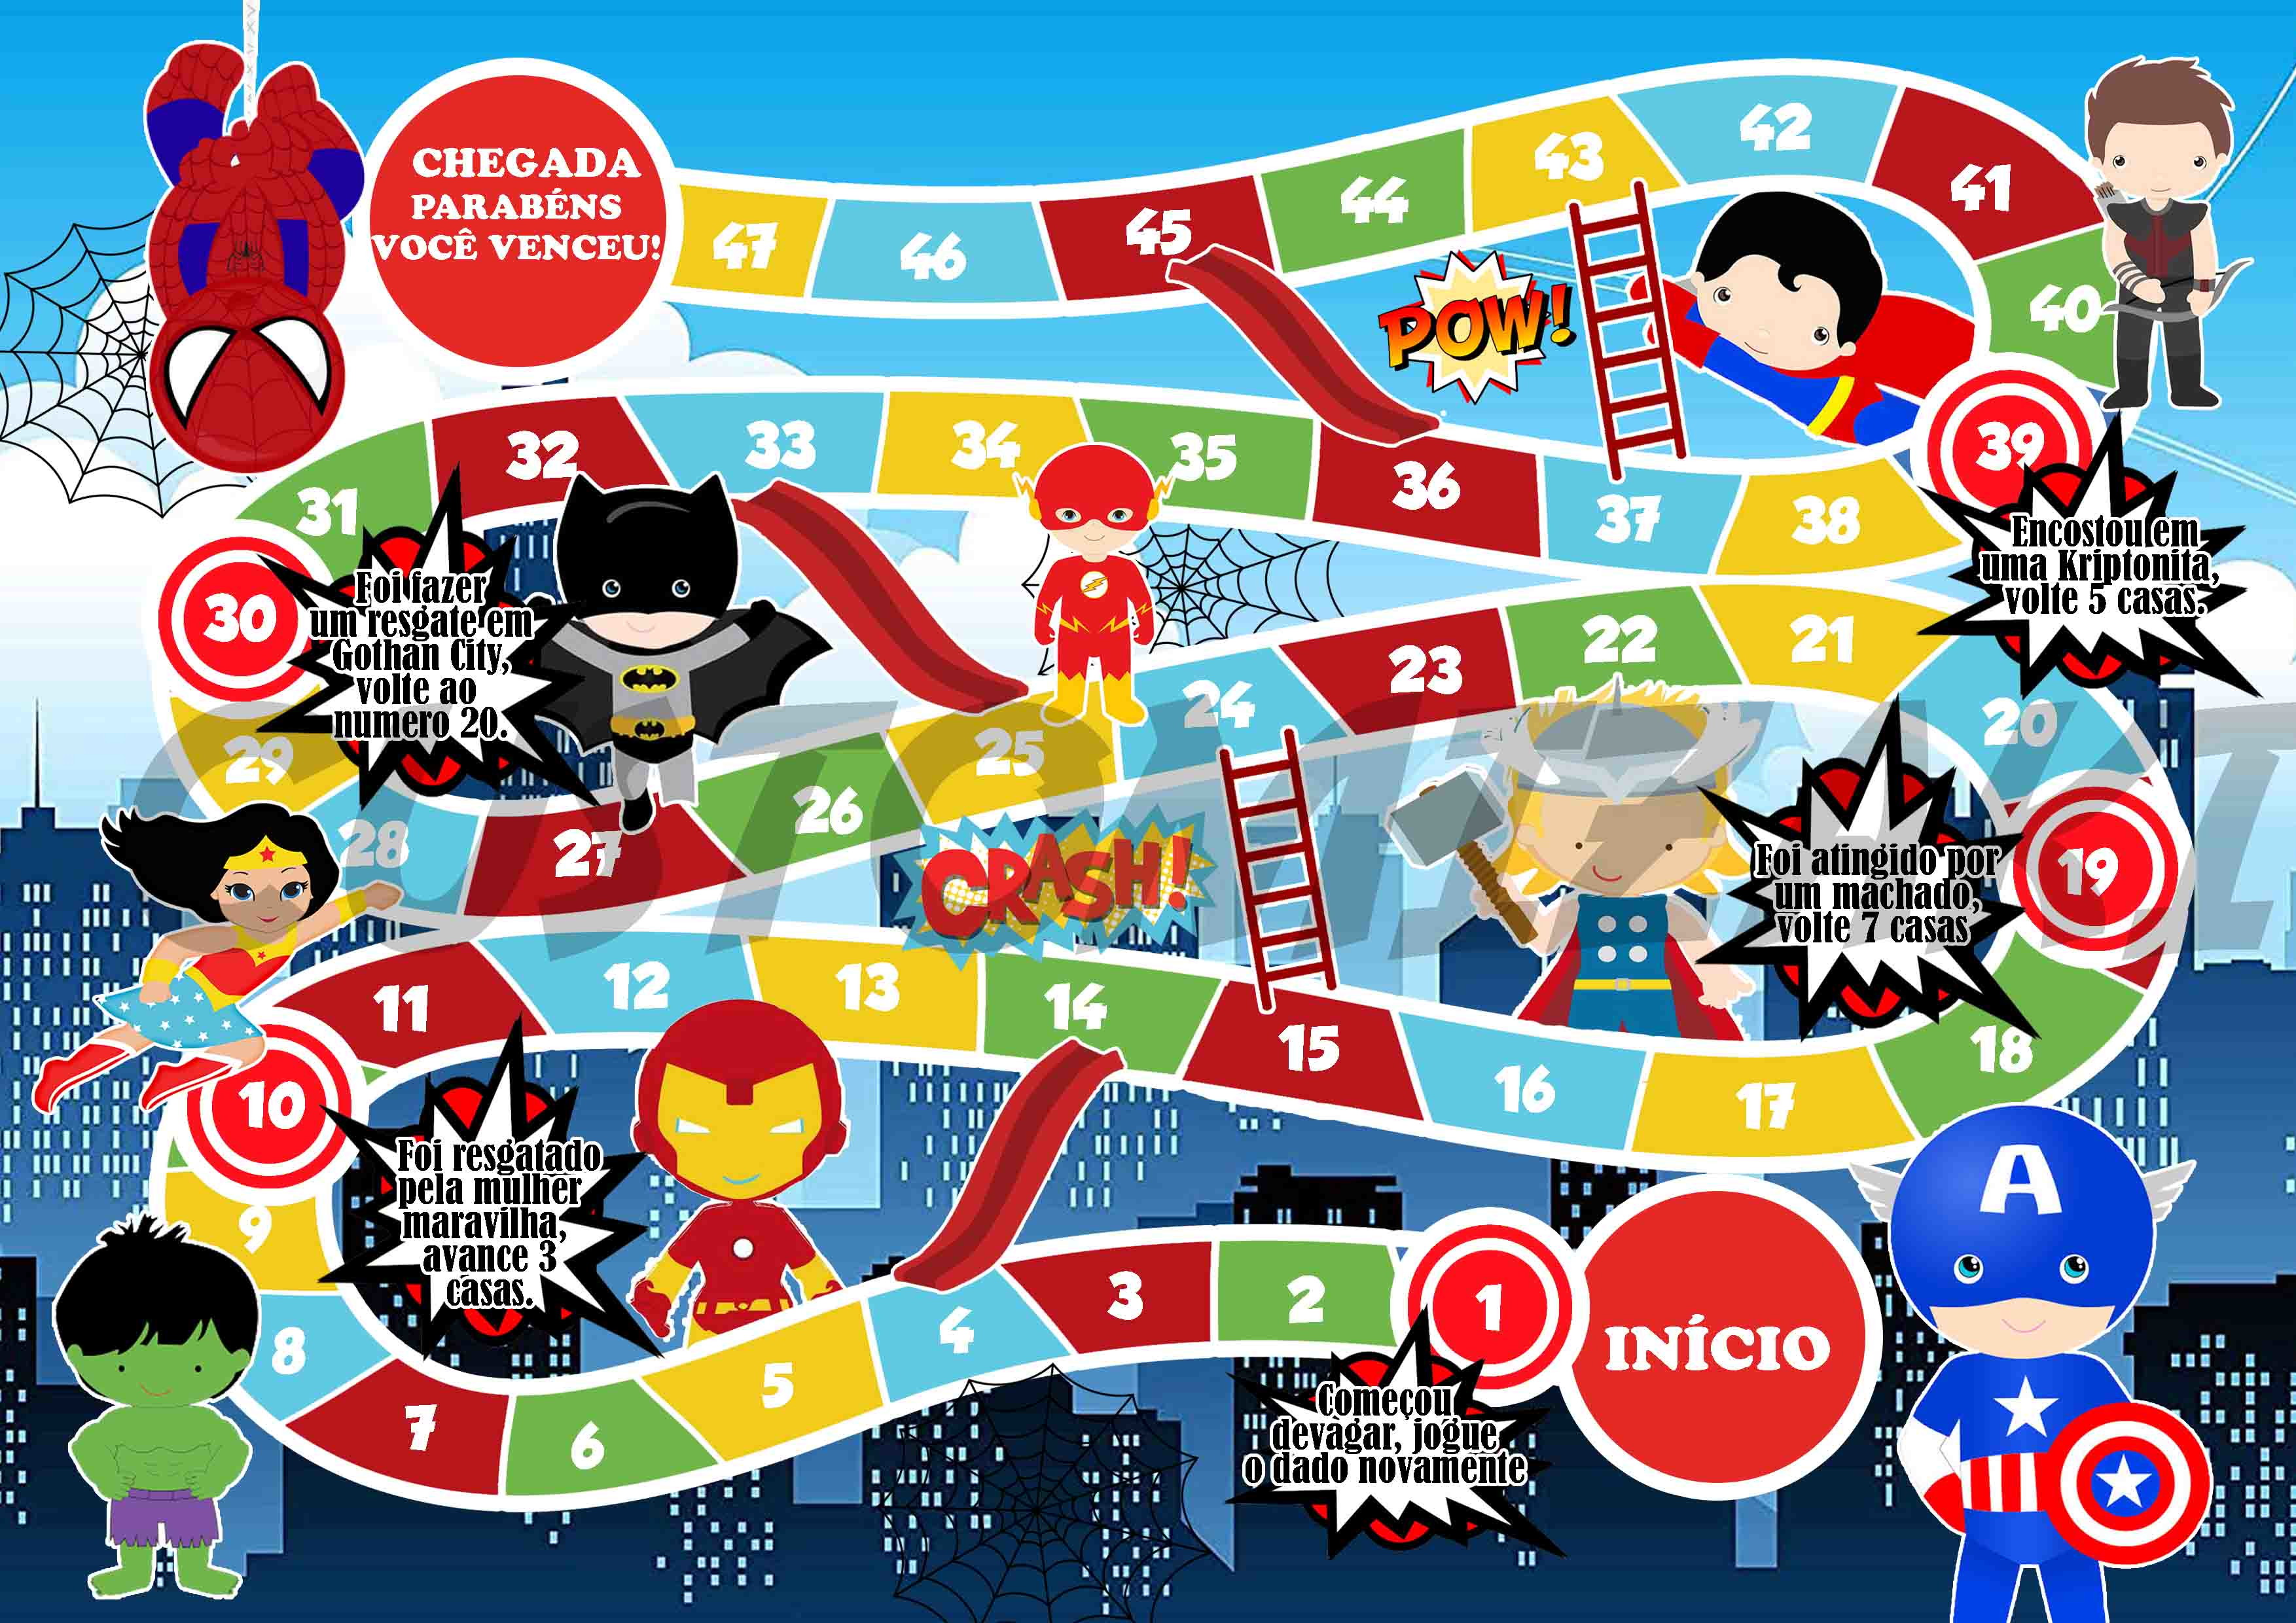 CHEGADA
PARABÉNS
VOCÊ VENCEU!
47
46
45
44
43
42
41
40
POW!
39
Encostou em
uma Kriptonita,
volte 5 casas.
31
32
33
34
35
36
37
38
30
Foi fazer
um resgate em
Gothan City,
volte ao
numero 20.
29
28
27
26
25
24
23
22
21
20
CRASH!
Foi atingido por
um machado,
volte 7 casas
19
11
12
13
14
15
16
17
18
10
Foi resgatado
pela mulher
maravilha,
avance 3
casas.
9
8
7
6
5
4
3
2
1
Começou
devagar, jogue
o dado novamente
INÍCIO
A